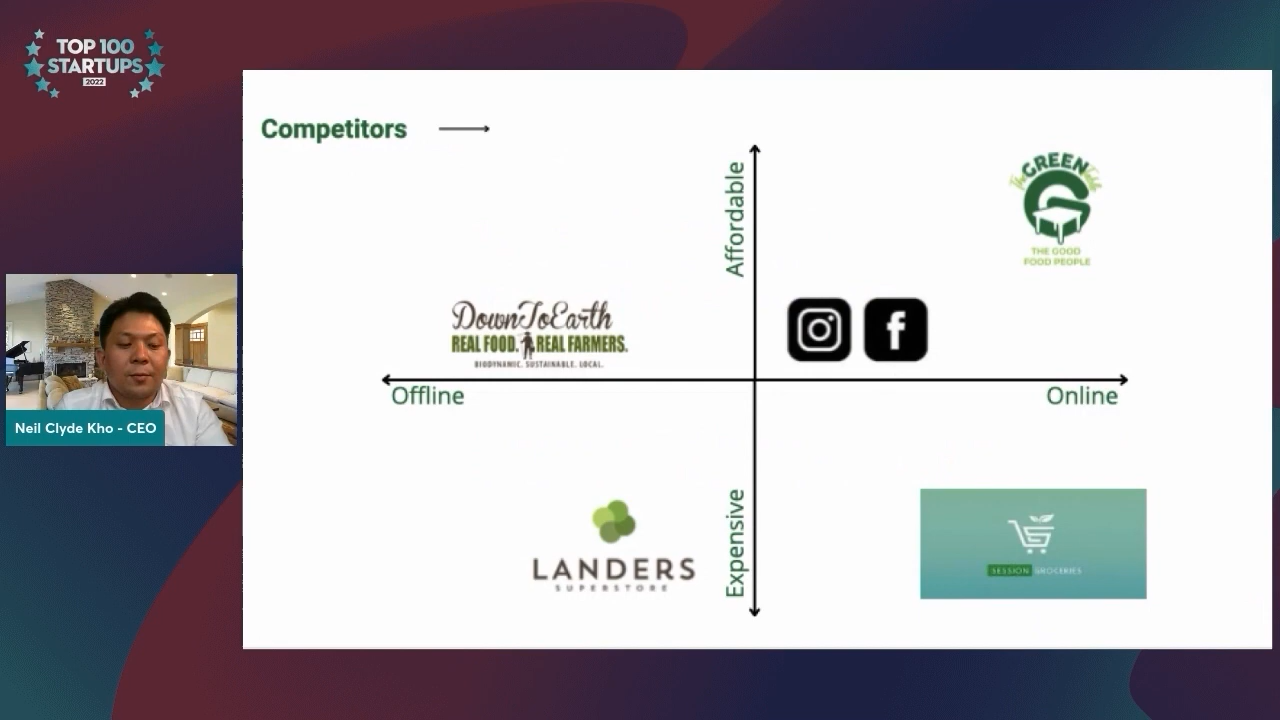 TOP 100
STARTUPS
2022
Competitors
Affordable
The GREEN Table
THE GOOD
FOOD PEOPLE
DownToEarth
REAL FOOD. REAL FARMERS.
BIODYNAMIC. SUSTAINABLE. LOCAL.
f
Offline
Online
Neil Clyde Kho - CEO
Expensive
LANDERS
SUPERSTORE
SESSION GROCERIES